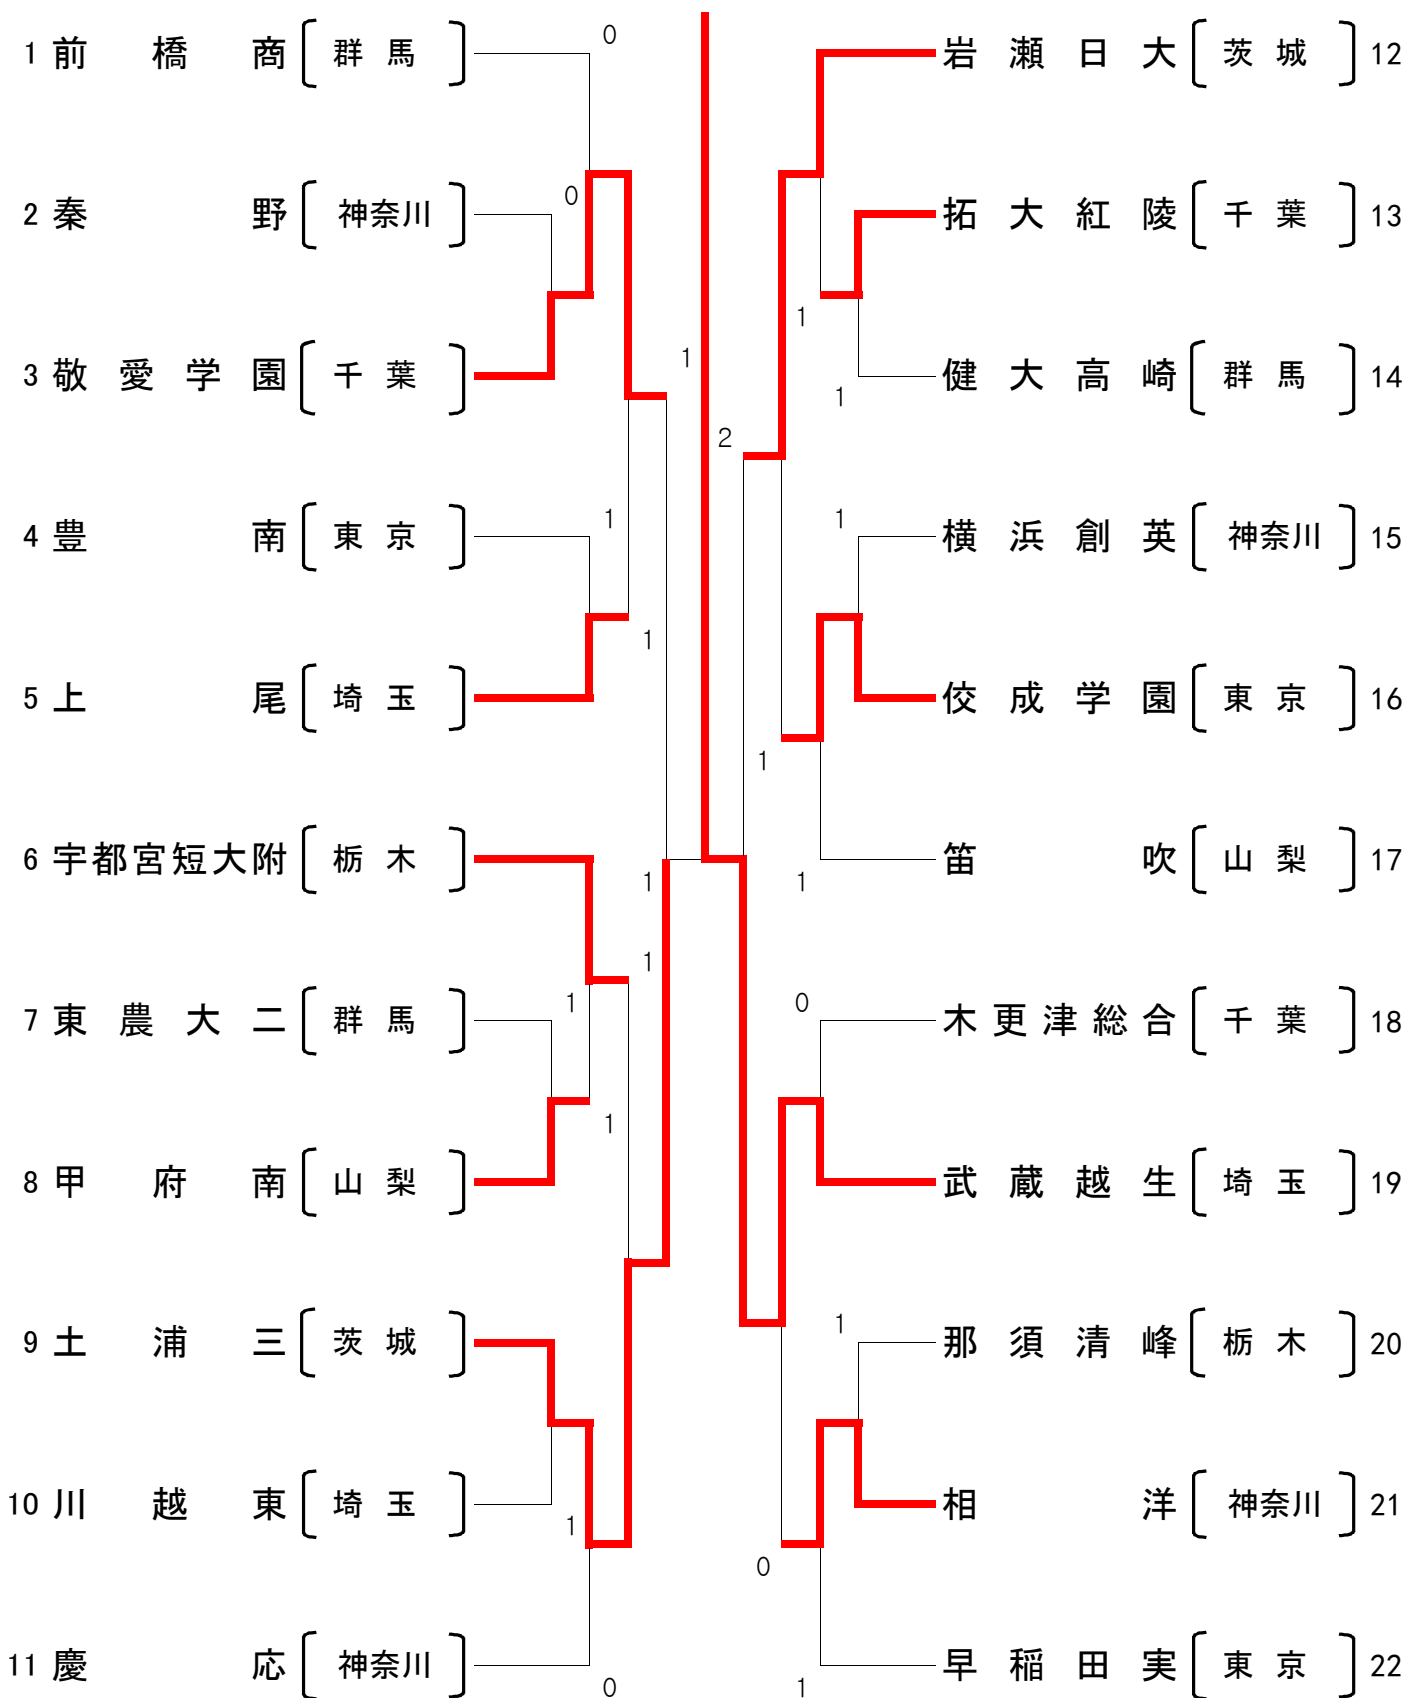 1 前橋商 [群馬]
2 秦野 [神奈川]
3 敬愛学園 [千葉]
4 豊南 [東京]
5 上尾 [埼玉]
6 宇都宮短大附 [栃木]
7 東農大二 [群馬]
8 甲府南 [山梨]
9 土浦三 [茨城]
10 川越東 [埼玉]
11 慶応 [神奈川]
0
0
1
1
1
1
1
1
1
1
0
2
1
1
1
1
1
0
1
0
1
岩瀬日大 [茨城] 12
拓大紅陵 [千葉] 13
健大高崎 [群馬] 14
横浜創英 [神奈川] 15
佼成学園 [東京] 16
笛吹 [山梨] 17
木更津総合 [千葉] 18
武蔵越生 [埼玉] 19
那須清峰 [栃木] 20
相洋 [神奈川] 21
早稲田実 [東京] 22